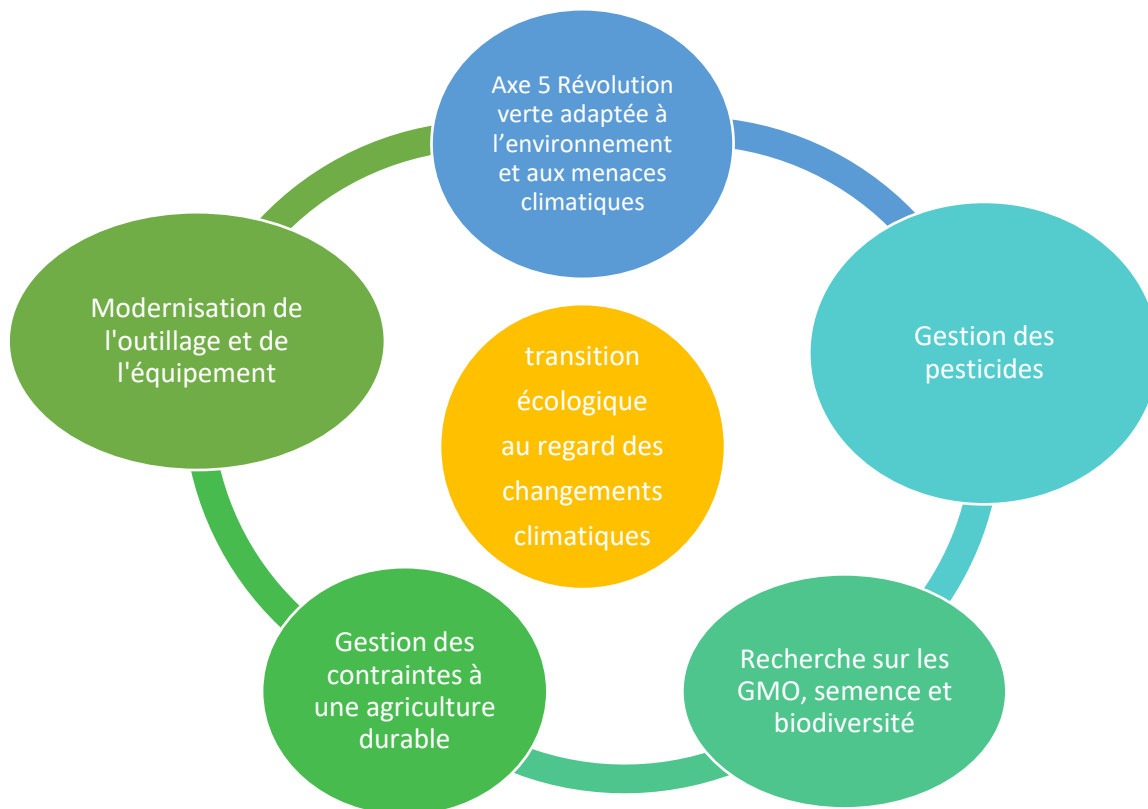 Axe 5 Révolution
verte adaptée à
l’environnement
et aux menaces
climatiques
Gestion des
pesticides
Recherche sur les
GMO, semence et
biodiversité
Gestion des
contraintes à
une agriculture
durable
Modernisation de
l'outillage et de
l'équipement
transition
écologique
au regard des
changements
climatiques